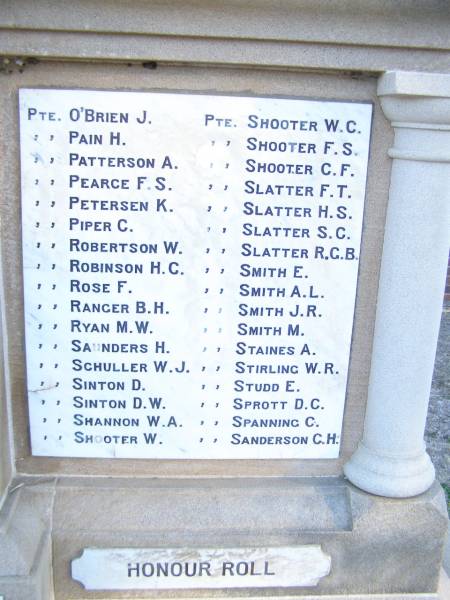 PTE. O'BRIEN J.
,, PAIN H.
,, PATTERSON A.
,, PEARCE F.S.
,, PETERSEN K.
,, PIPER C.
,, ROBERTSON W.
,, ROBINSON H.C.
,, ROSE F.
,, RANGER B.H.
,, RYAN M.W.
,, SAUNDERS H.
,, SCHULLER W.J.
,, SINTON D.
,, SINTON D.W.
,, SHANNON W.A.
,, SHOOTER W.
PTE. SHOOTER W.C.
,, SHOOTER F.S.
,, SHOOTER C.F.
,, SLATTER F.T.
,, SLATTER H.S.
,, SLATTER S.C.
,, SLATTER R.C.B.
,, SMITH E.
,, SMITH A.L.
,, SMITH J.R.
,, SMITH M.
,, STAINES A.
,, STIRLING W.R.
,, STUDD E.
,, SPROTT D.C.
,, SPANNING C.
,, SANDERSON C.H.
HONOUR ROLL